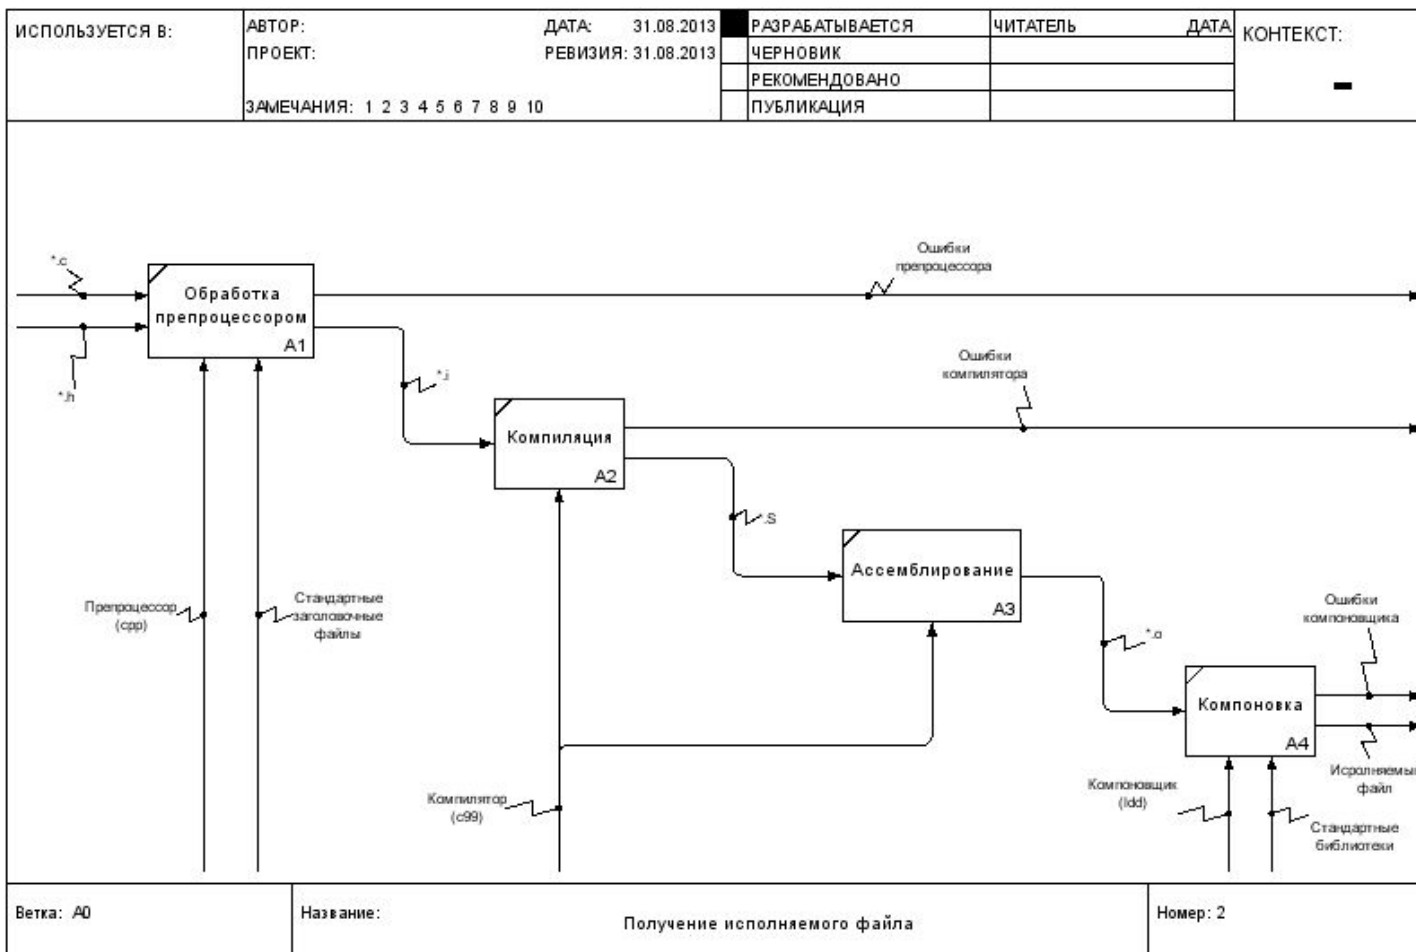 ИСПОЛЬЗУЕТСЯ В:
АВТОР:
ДАТА: 31.08.2013
ПРОЕКТ:
РЕВИЗИЯ: 31.08.2013
ЗАМЕЧАНИЯ: 1 2 3 4 5 6 7 8 9 10
РАЗРАБАТЫВАЕТСЯ
ЧЕРНОВИК
РЕКОМЕНДОВАНО
ПУБЛИКАЦИЯ
ЧИТАТЕЛЬ
ДАТА
КОНТЕКСТ:
*.c
*.h
Обработка
препроцессором
A1
Ошибки
препроцессора
*.i
Ошибки
компилятора
Компиляция
A2
*.S
Ассемблирование
A3
Препроцессор
(cpp)
Стандартные
заголовочные
файлы
*.o
Ошибки
компоновщика
Компоновка
A4
Компилятор
(c99)
Компоновщик
(ldd)
Исролняемый
файл
Стандартные
библиотеки
Ветка: A0
Название:
Получение исполняемого файла
Номер: 2